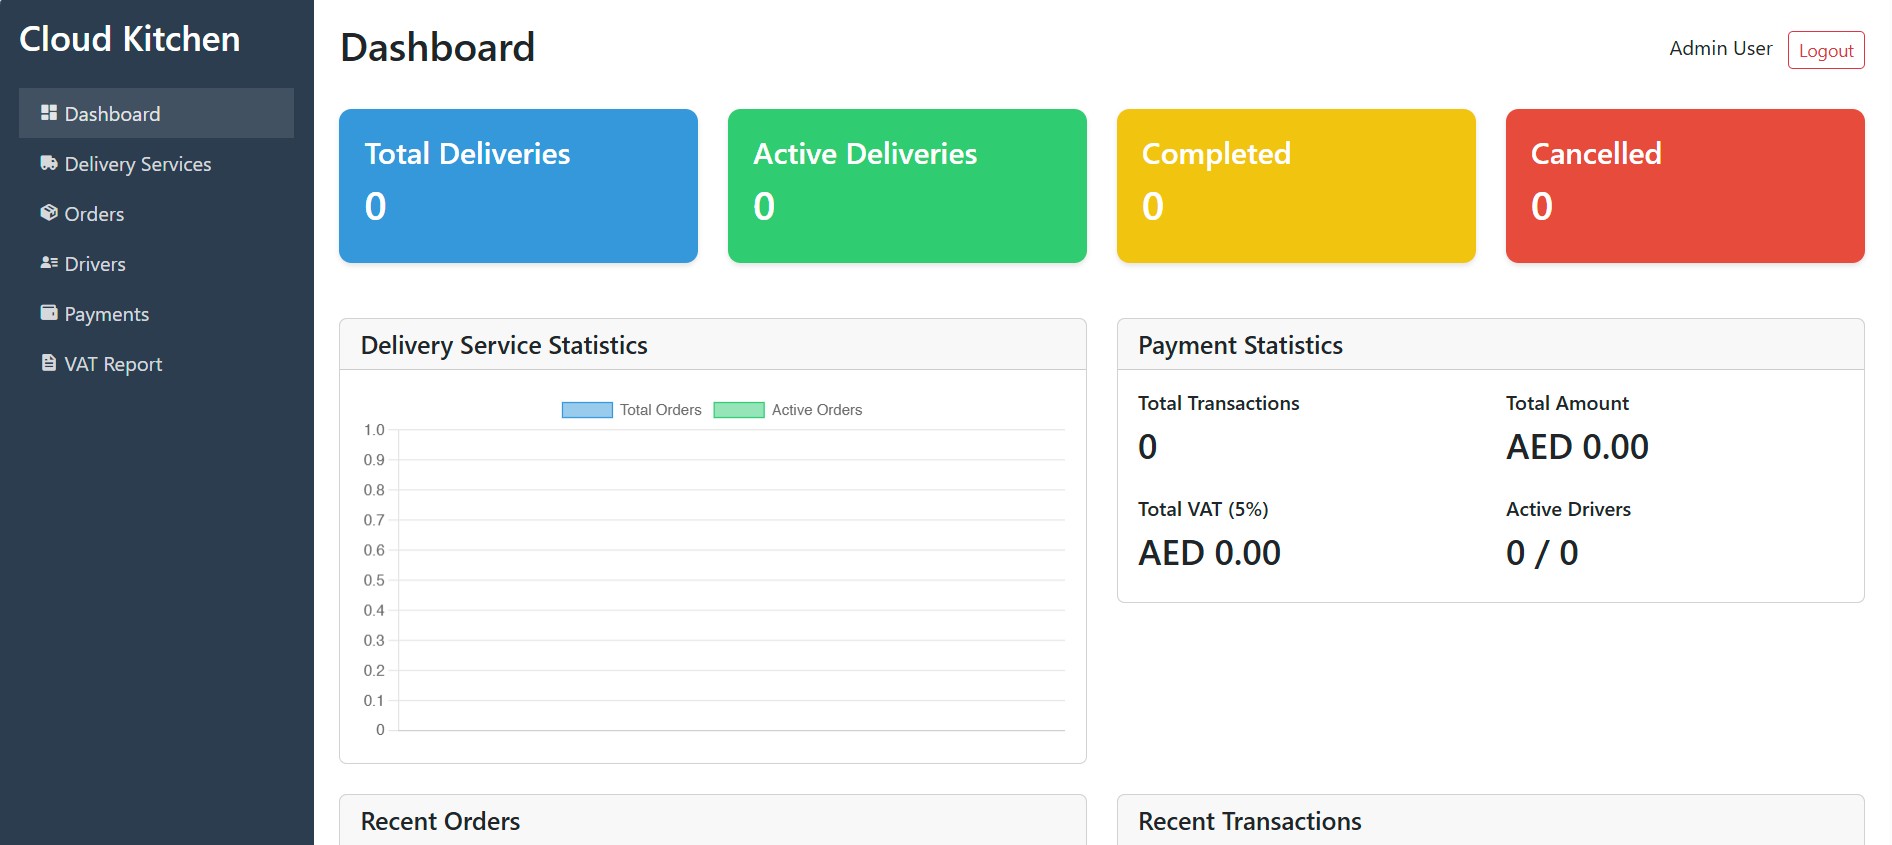 Cloud Kitchen
Dashboard
Delivery Services
Orders
Drivers
Payments
VAT Report
Dashboard
Admin User
Logout
Total Deliveries
0
Active Deliveries
0
Completed
0
Cancelled
0
Delivery Service Statistics
Total Orders
Active Orders
1.0
0.9
0.8
0.7
0.6
0.5
0.4
0.3
0.2
0.1
0
Payment Statistics
Total Transactions
0
Total Amount
AED 0.00
Total VAT (5%)
AED 0.00
Active Drivers
0 / 0
Recent Orders
Recent Transactions